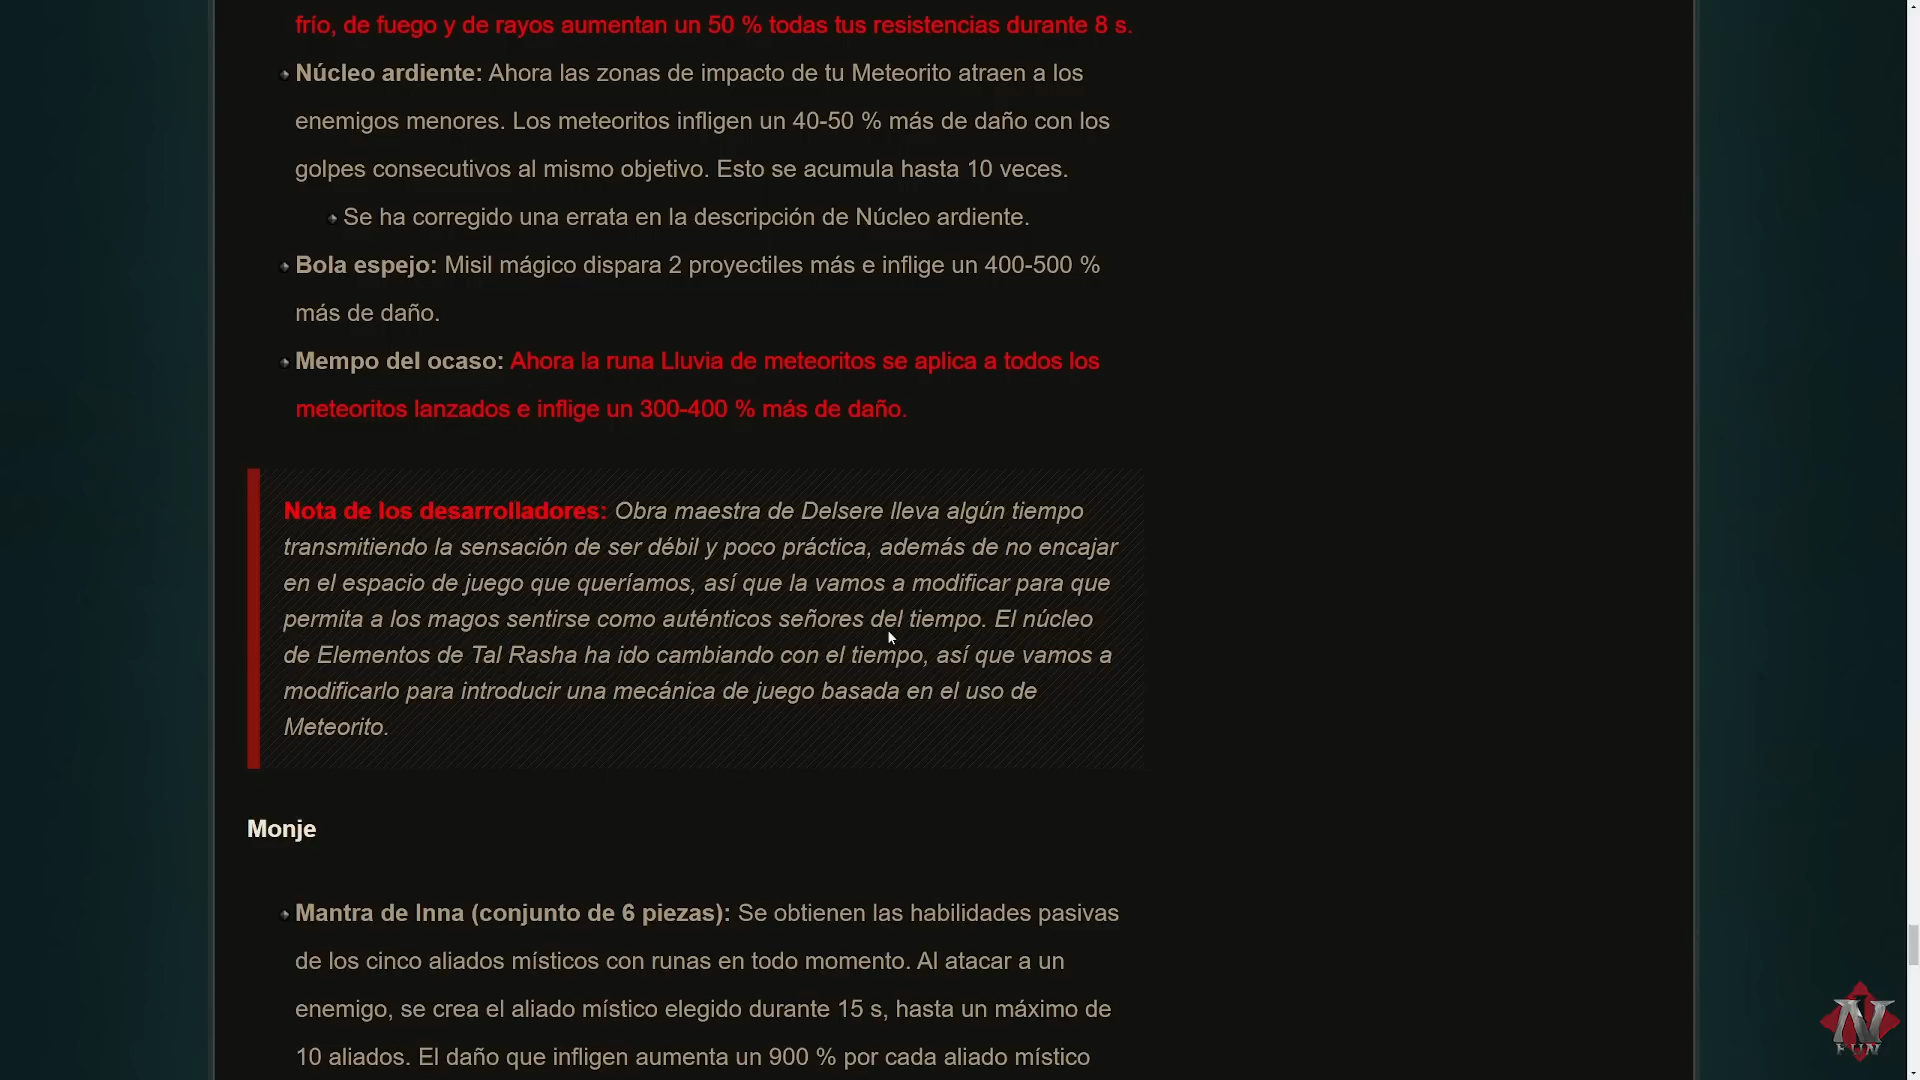 frío, de fuego y de rayos aumentan un 50 % todas tus resistencias durante 8 s.
Núcleo ardiente: Ahora las zonas de impacto de tu Meteorito atraen a los
enemigos menores. Los meteoritos infligen un 40-50 % más de daño con los
golpes consecutivos al mismo objetivo. Esto se acumula hasta 10 veces.
Se ha corregido una errata en la descripción de Núcleo ardiente.
Bola espejo: Misil mágico dispara 2 proyectiles más e inflige un 400-500 %
más de daño.
Mempo del ocaso: Ahora la runa Lluvia de meteoritos se aplica a todos los
meteoritos lanzados e inflige un 300-400 % más de daño.
Nota de los desarrolladores: Obra maestra de Delsere lleva algún tiempo
transmitiendo la sensación de ser débil y poco práctica, además de no encajar
en el espacio de juego que queríamos, así que la vamos a modificar para que
permita a los magos sentirse como auténticos señores del tiempo. El núcleo
de Elementos de Tal Rasha ha ido cambiando con el tiempo, así que vamos a
modificarlo para introducir una mecánica de juego basada en el uso de
Meteorito.
Monje
Mantra de Inna (conjunto de 6 piezas): Se obtienen las habilidades pasivas
de los cinco aliados místicos con runas en todo momento. Al atacar a un
enemigo, se crea el aliado místico elegido durante 15 s, hasta un máximo de
10 aliados. El daño que infligen aumenta un 900 % por cada aliado místico
N
FUN